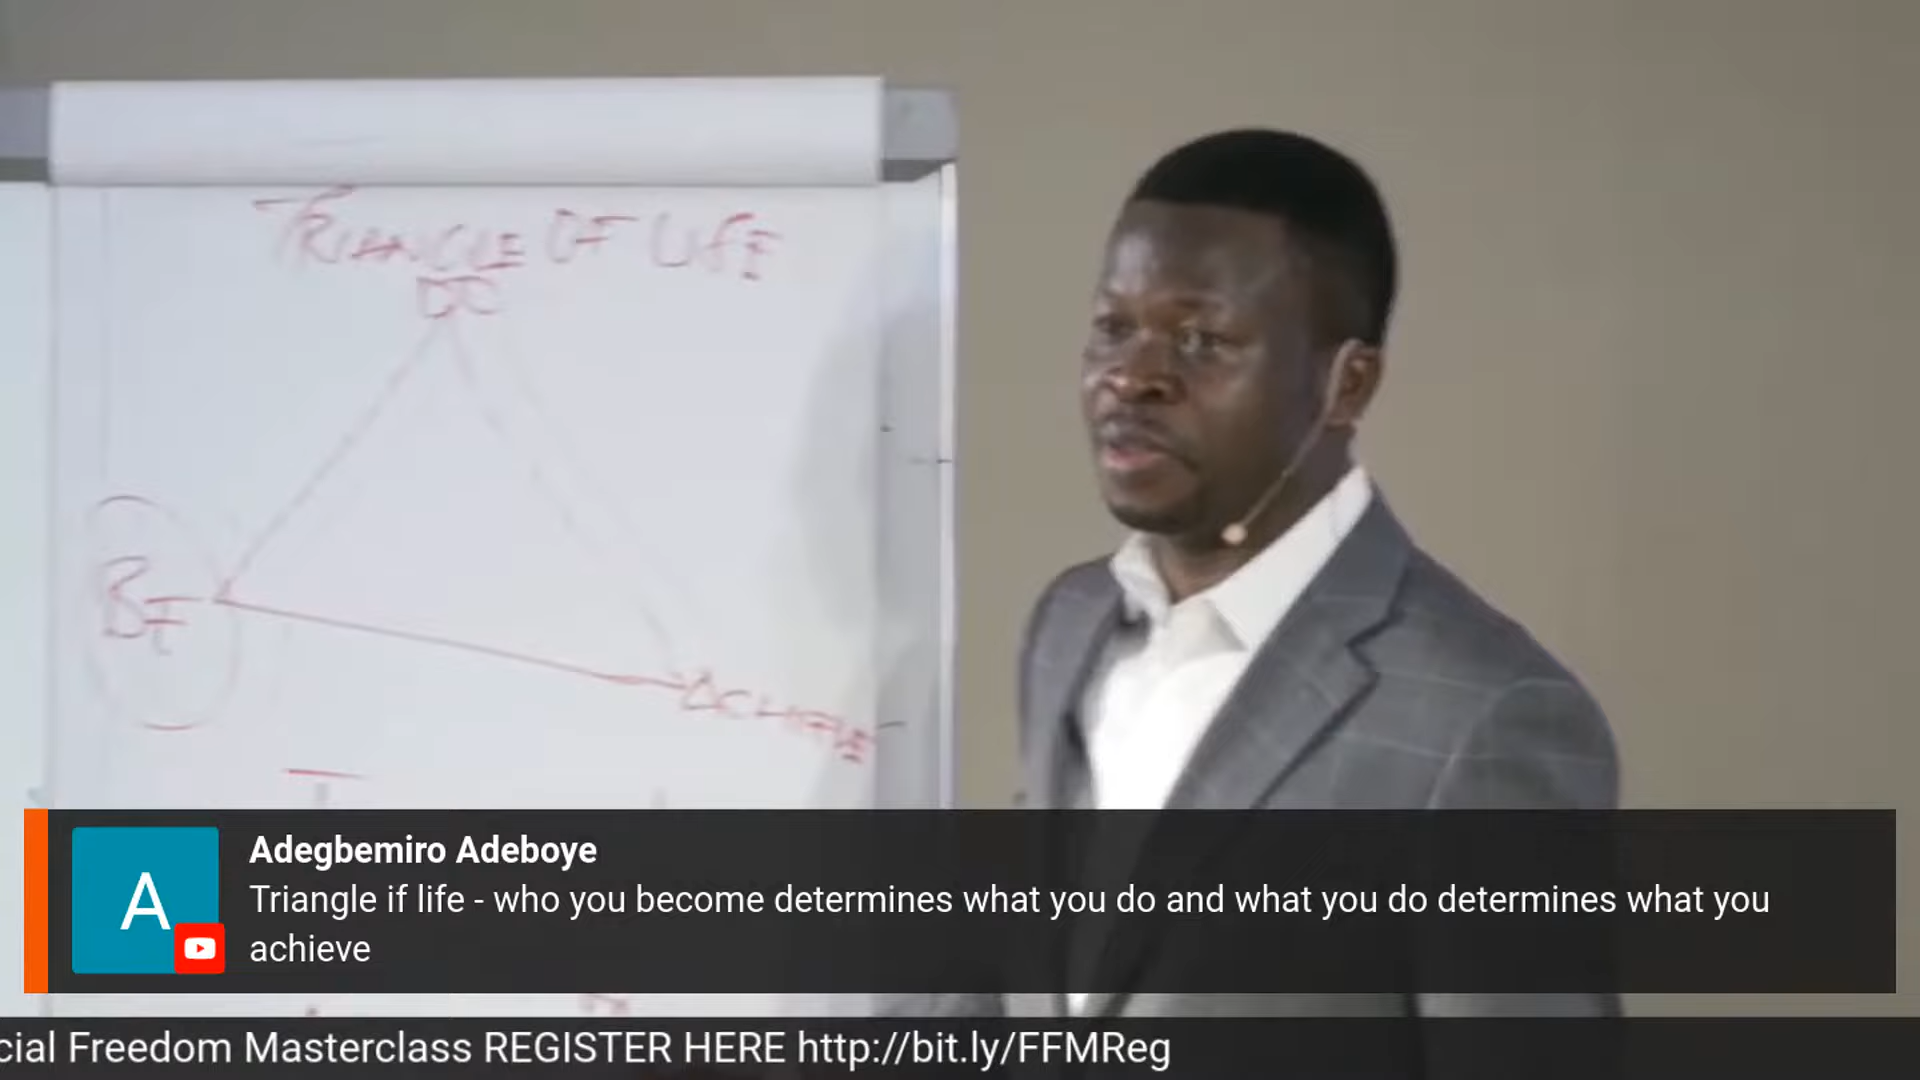 TRIANGLE OF LIFE
DO
BE
ACHIEVE
A
Adegbemiro Adeboye
Triangle if life - who you become determines what you do and what you do determines what you
achieve
cial Freedom Masterclass REGISTER HERE http://bit.ly/FFMReg